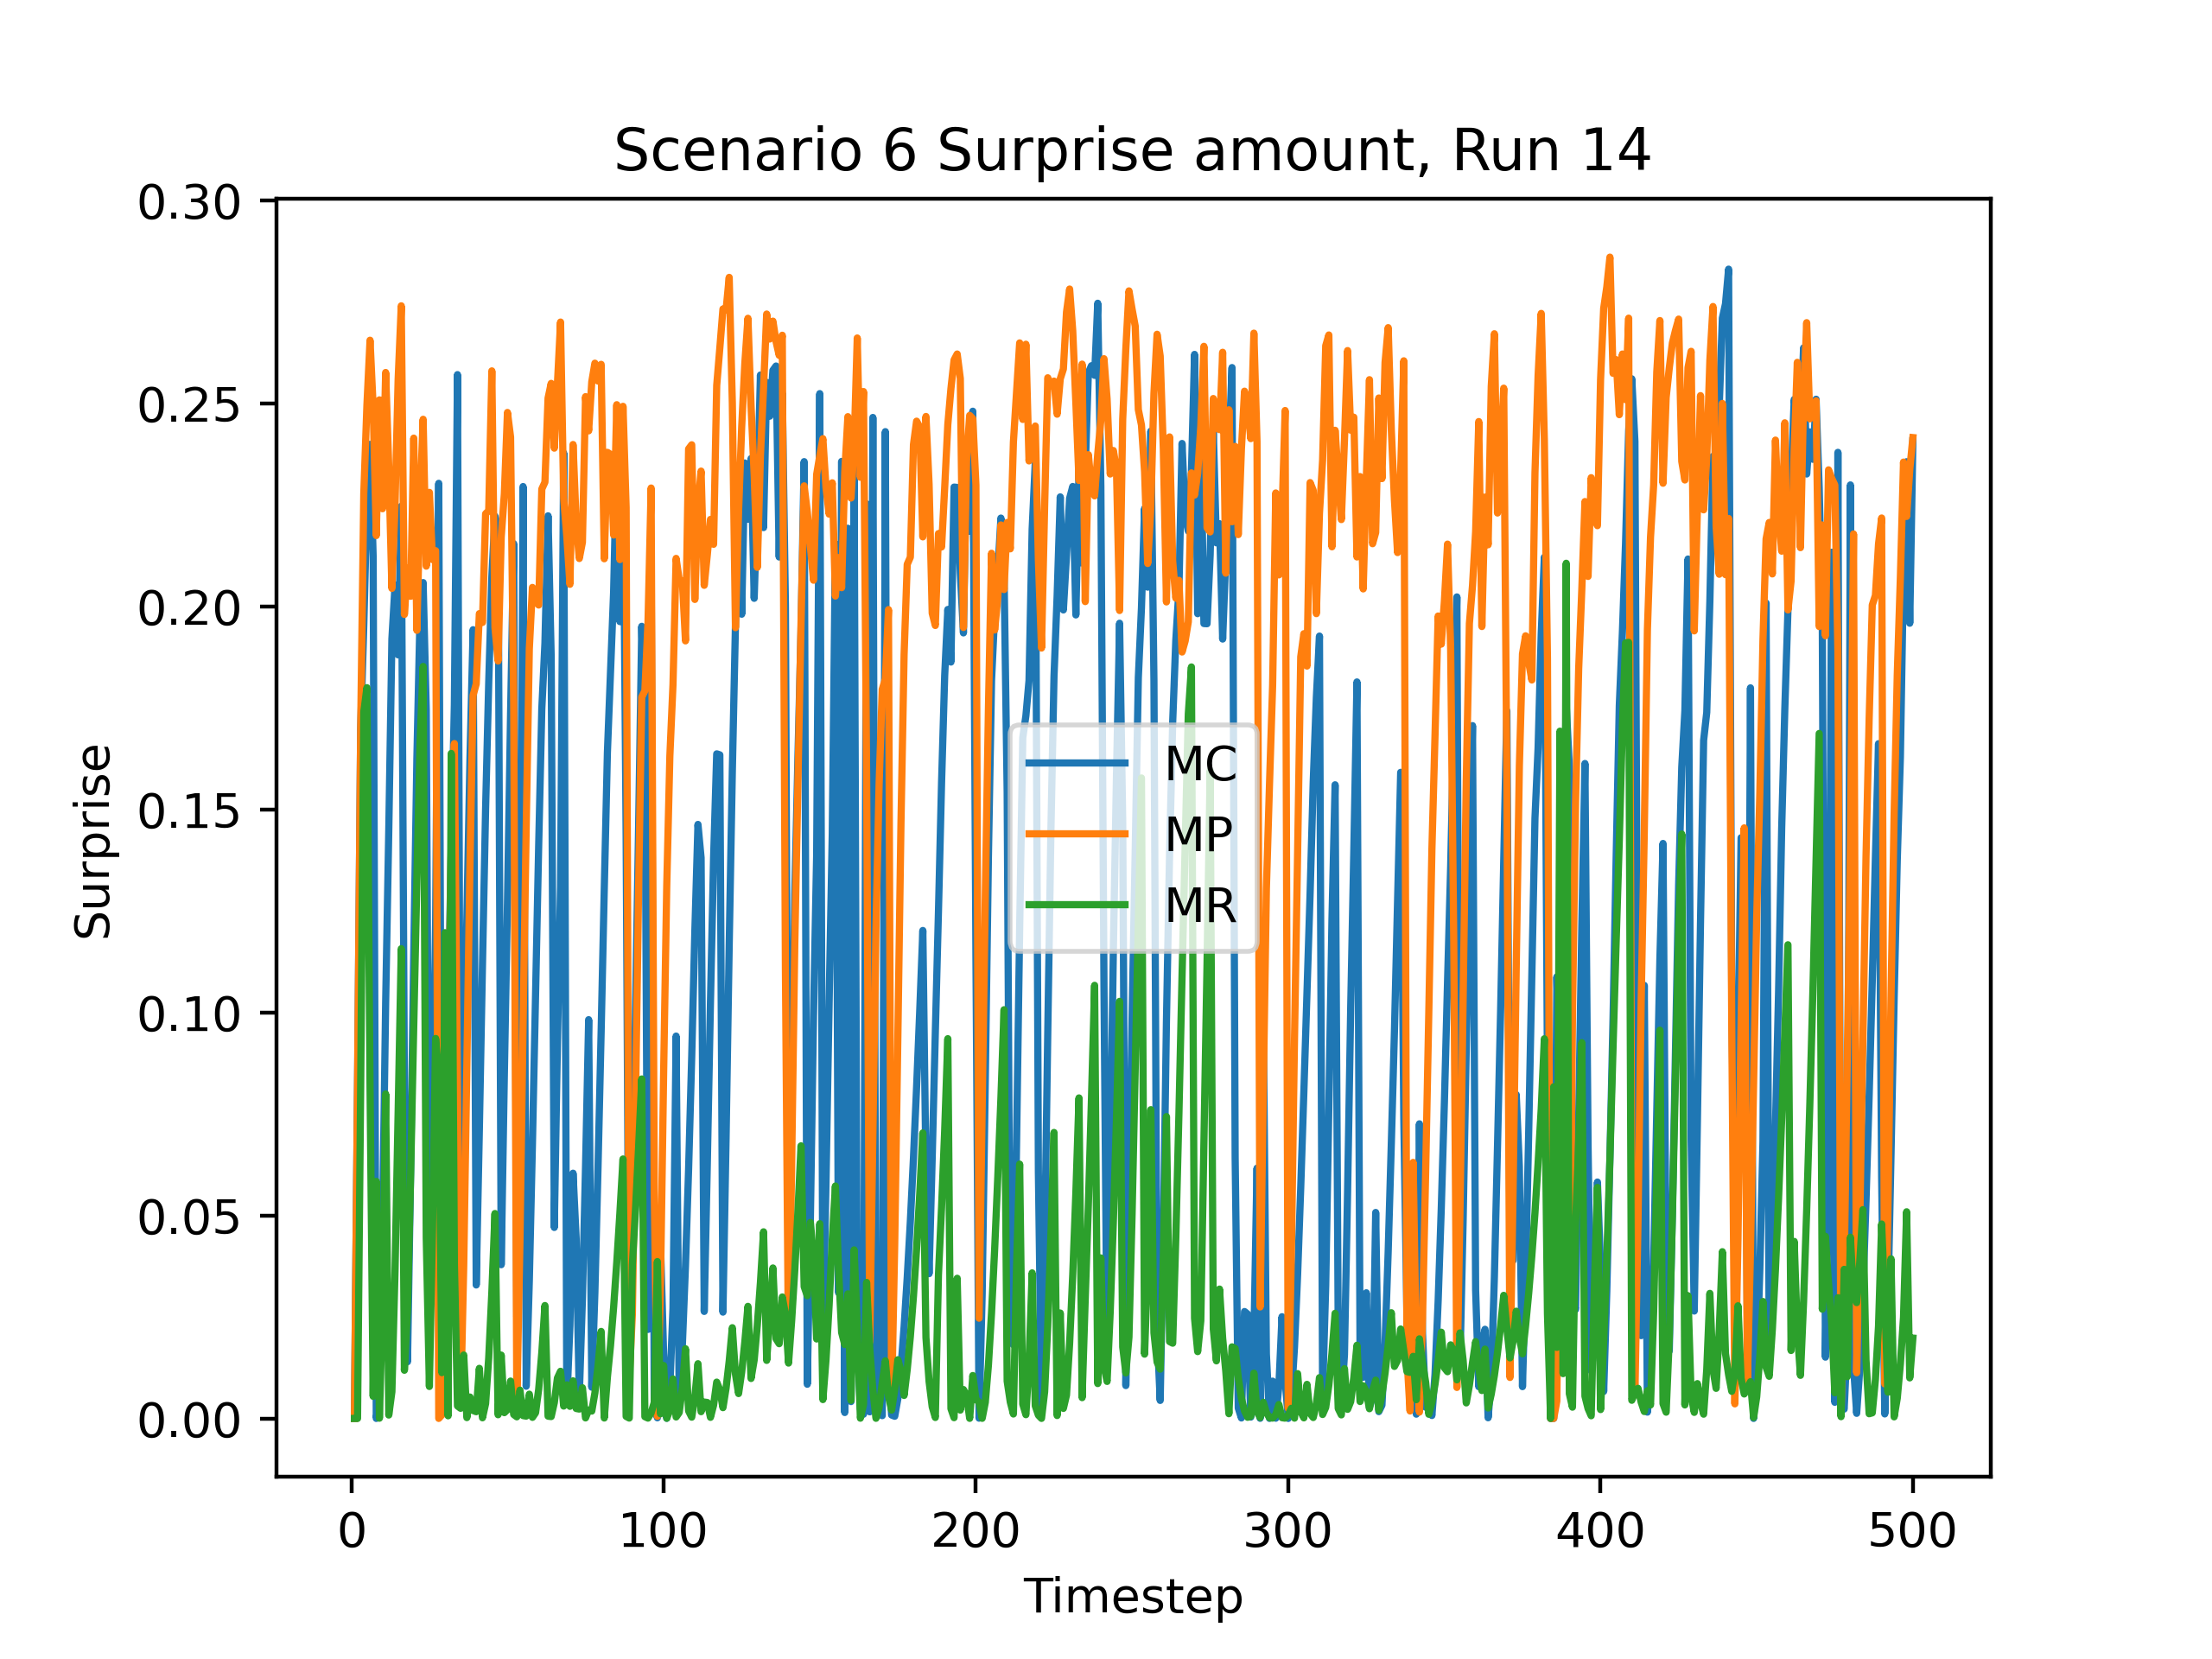 Scenario 6 Surprise amount, Run 14
0.30
0.25
0.20
0.15
0.10
0.05
0.00
Surprise
MC
MP
MR
0 100 200 300 400 500
Timestep